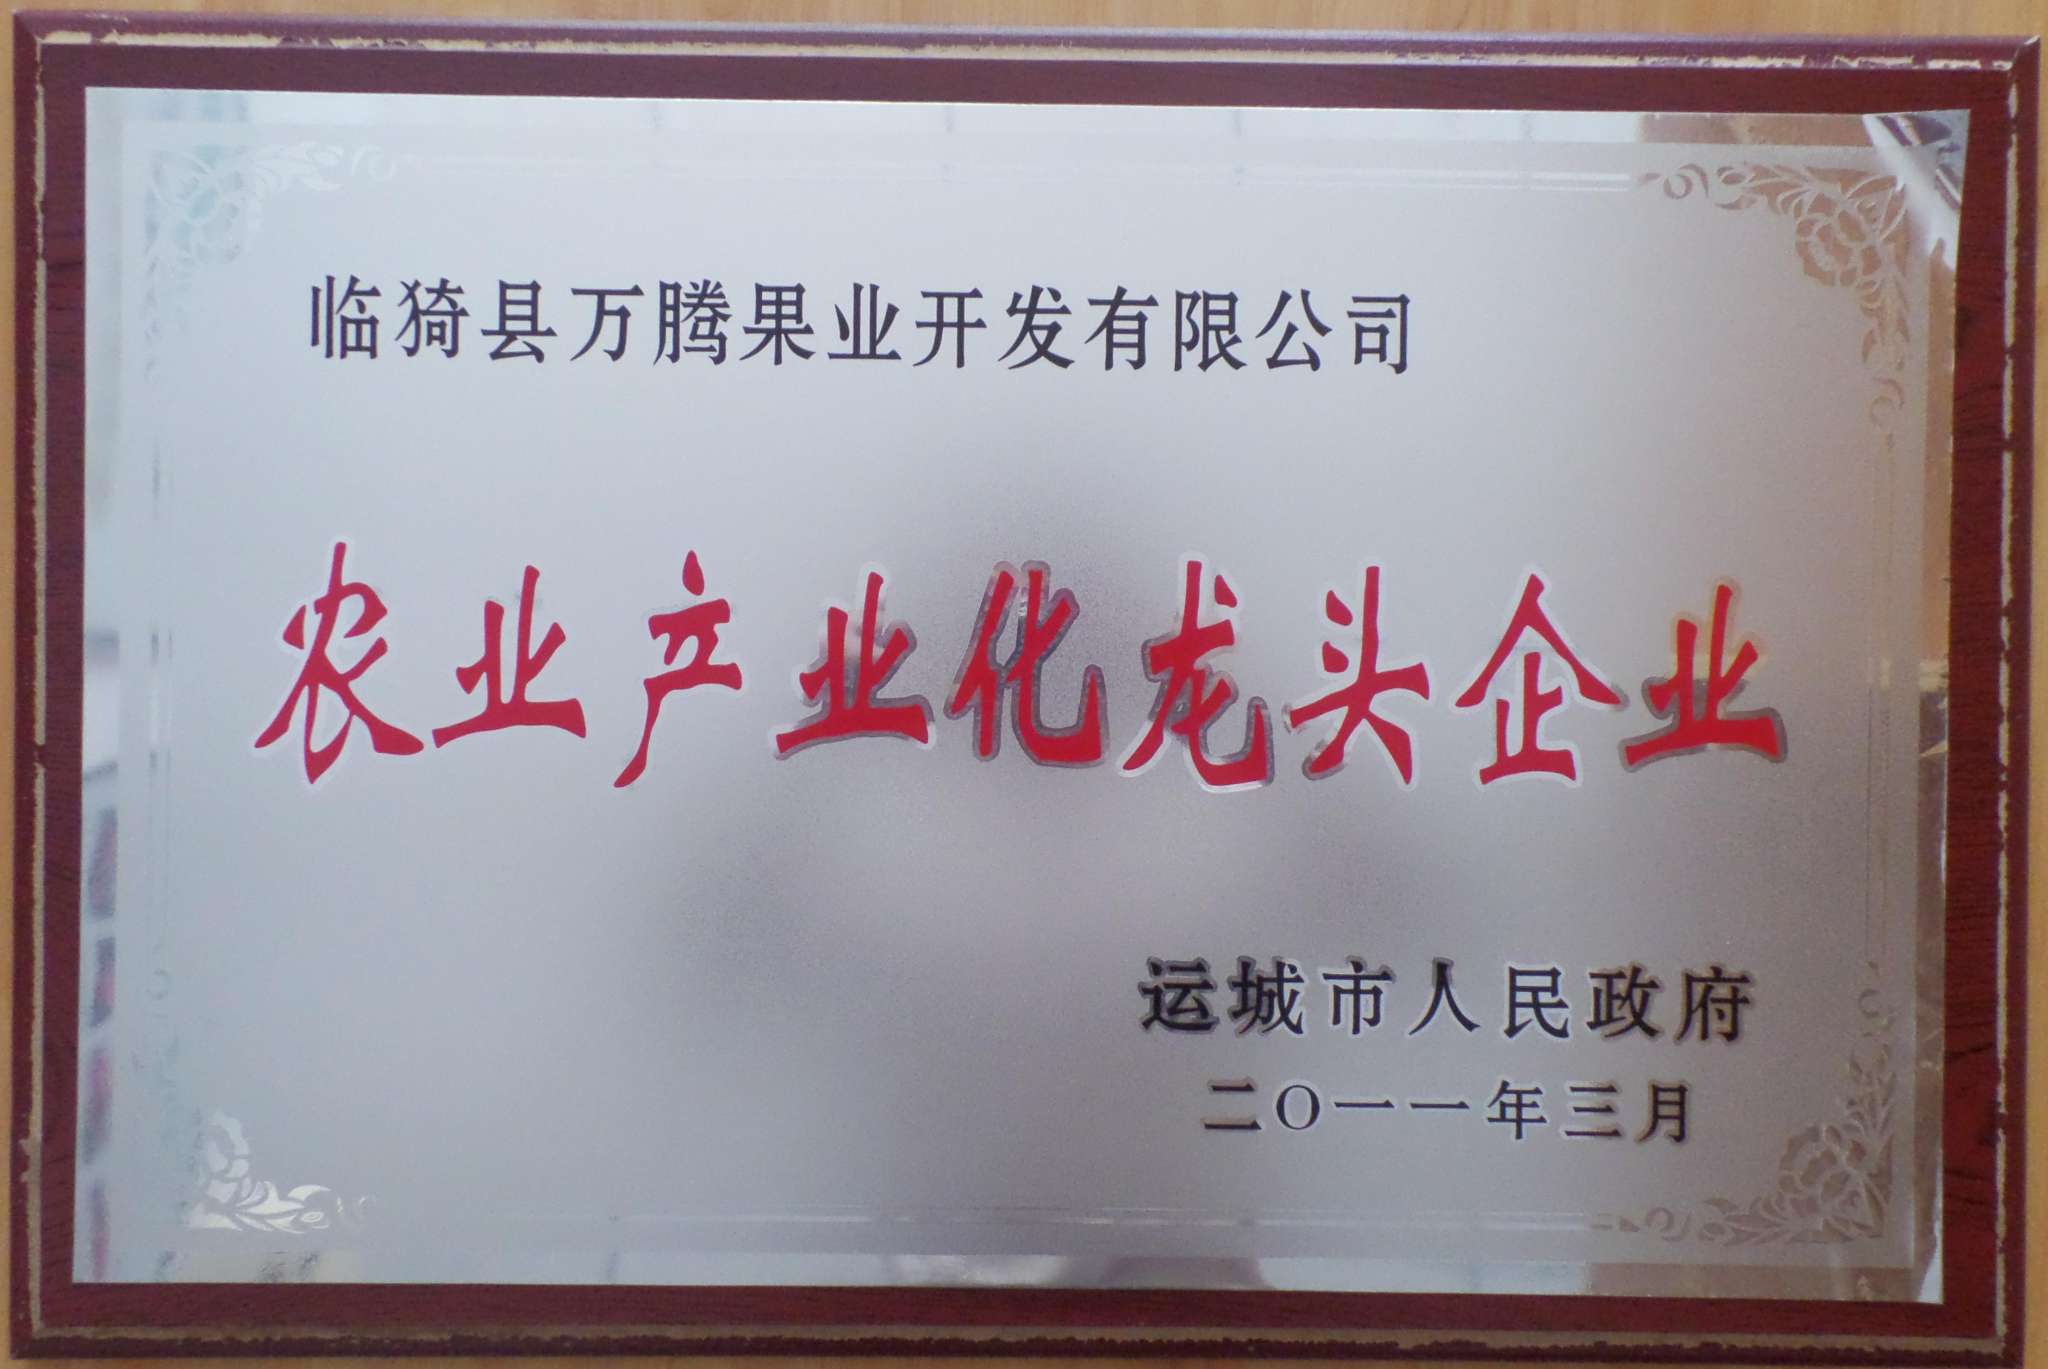 临猗县万腾果业开发有限公司
农业产业化龙头企业
运城市人民政府
二〇一一年三月